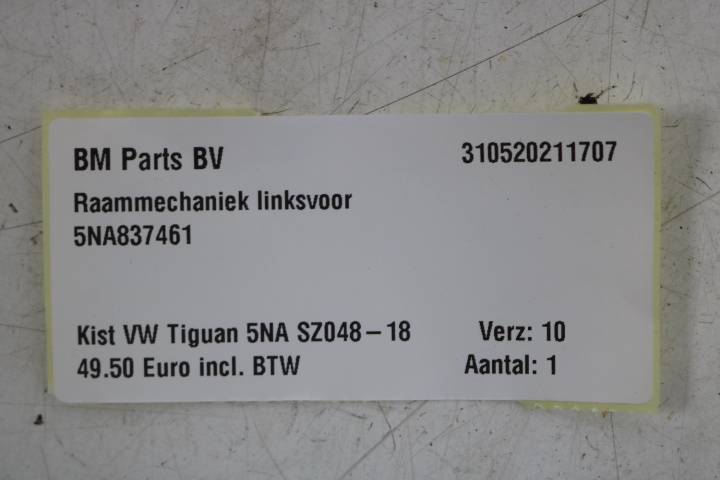 BM Parts BV 310520211707
Raammechaniek linksvoor
5NA837461
Kist VW Tiguan 5NA SZ048-18 Verz: 10
49.50 Euro incl. BTW Aantal: 1